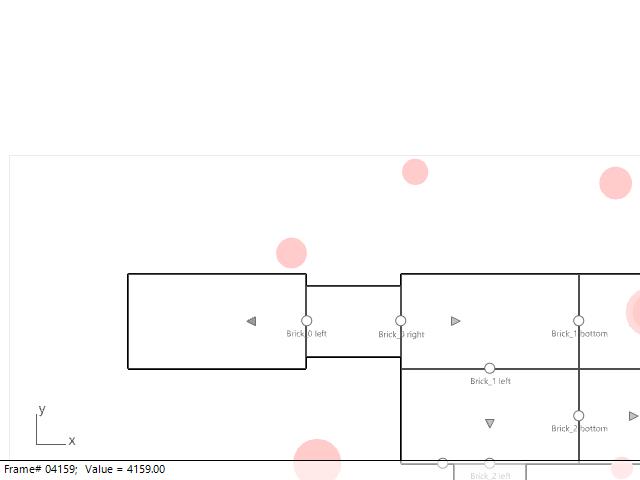 Brick_0 left
Brick_0 right
Brick_1 bottom
Brick_1 left
y
Brick_2 bottom
x
Frame# 04159; Value = 4159.00
Brick_2 left